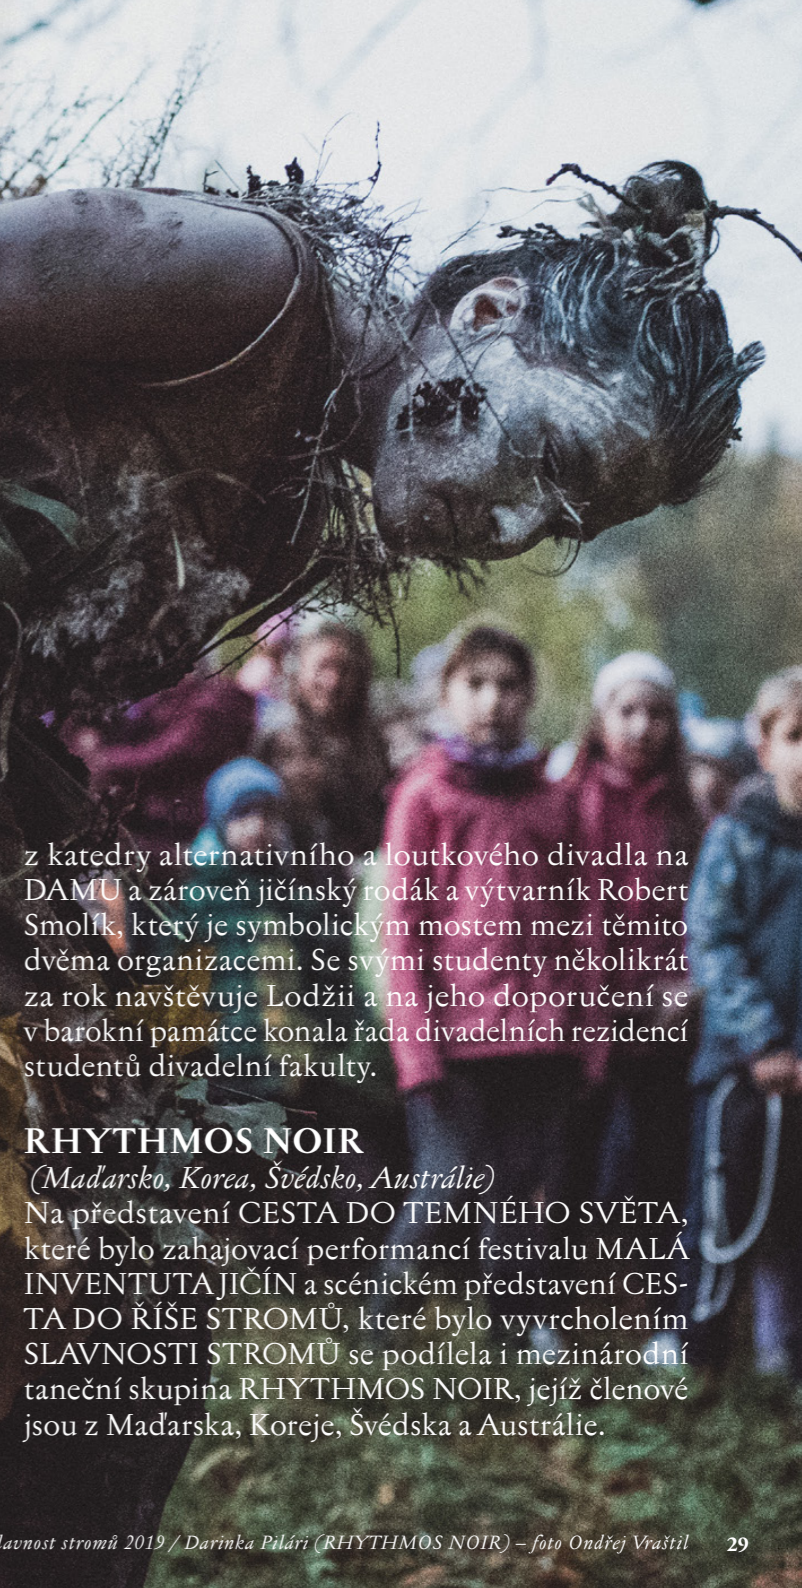 z katedry alternativního a loutkového divadla na
DAMU a zároveň jičínský rodák a výtvarník Robert
Smolík, který je symbolickým mostem mezi těmito
dvěma organizacemi. Se svými studenty několikrát
za rok navštěvuje Lodžii a na jeho doporučení se
v barokní památce konala řada divadelních rezidencí
studentů divadelní fakulty.
RHYTHMOS NOIR
(Maďarsko, Korea, Švédsko, Austrálie)
Na představení CESTA DO TEMNÉHO SVĚTA,
které bylo zahajovací performancí festivalu MALÁ
INVENTUTA JIČÍN a scénickém představení CES-
TA DO ŘÍŠE STROMŮ, které bylo vyvrcholením
SLAVNOSTI STROMŮ se podílela i mezinárodní
taneční skupina RHYTHMOS NOIR, jejíž členové
jsou z Maďarska, Koreje, Švédska a Austrálie.
lavnost stromů 2019 / Darinka Pilári (RHYTHMOS NOIR) – foto Ondřej Vraštil 29